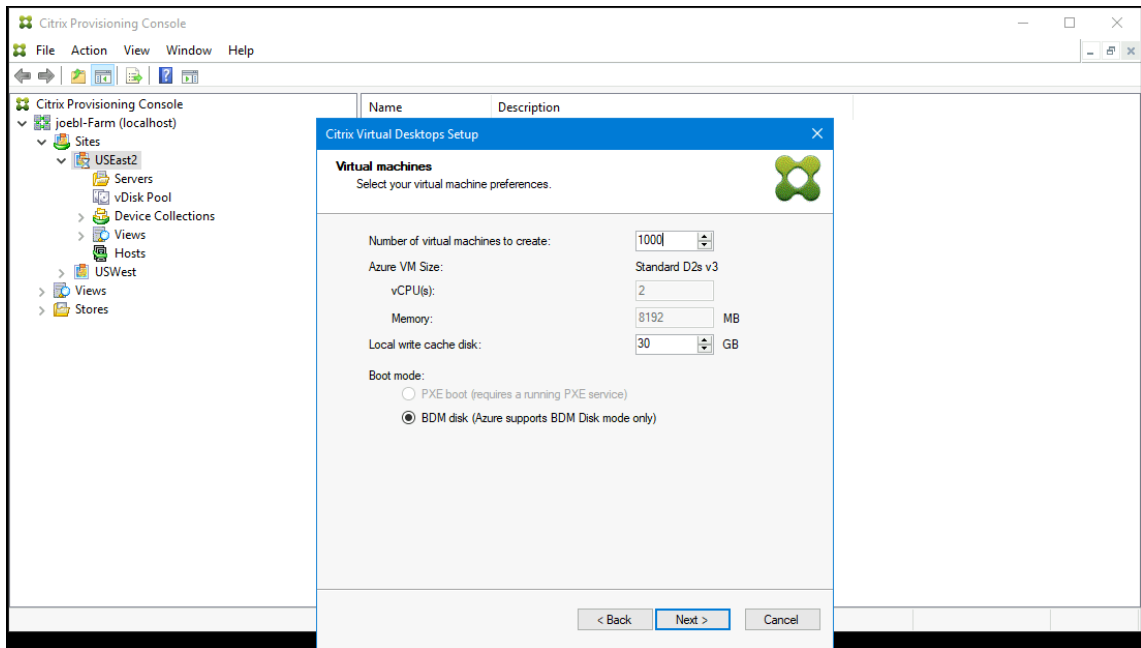 Citrix Provisioning Console
File Action View Window Help
Citrix Provisioning Console
joebl-Farm (localhost)
Sites
USEast2
Servers
vDisk Pool
Device Collections
Views
Hosts
USWest
Views
Stores
Name Description
Citrix Virtual Desktops Setup
Virtual machines
Select your virtual machine preferences.
Number of virtual machines to create: 1000
Azure VM Size: Standard D2s v3
vCPU(s): 2
Memory: 8192 MB
Local write cache disk: 30 GB
Boot mode:
PXE boot (requires a running PXE service)
BDM disk (Azure supports BDM Disk mode only)
< Back Next > Cancel